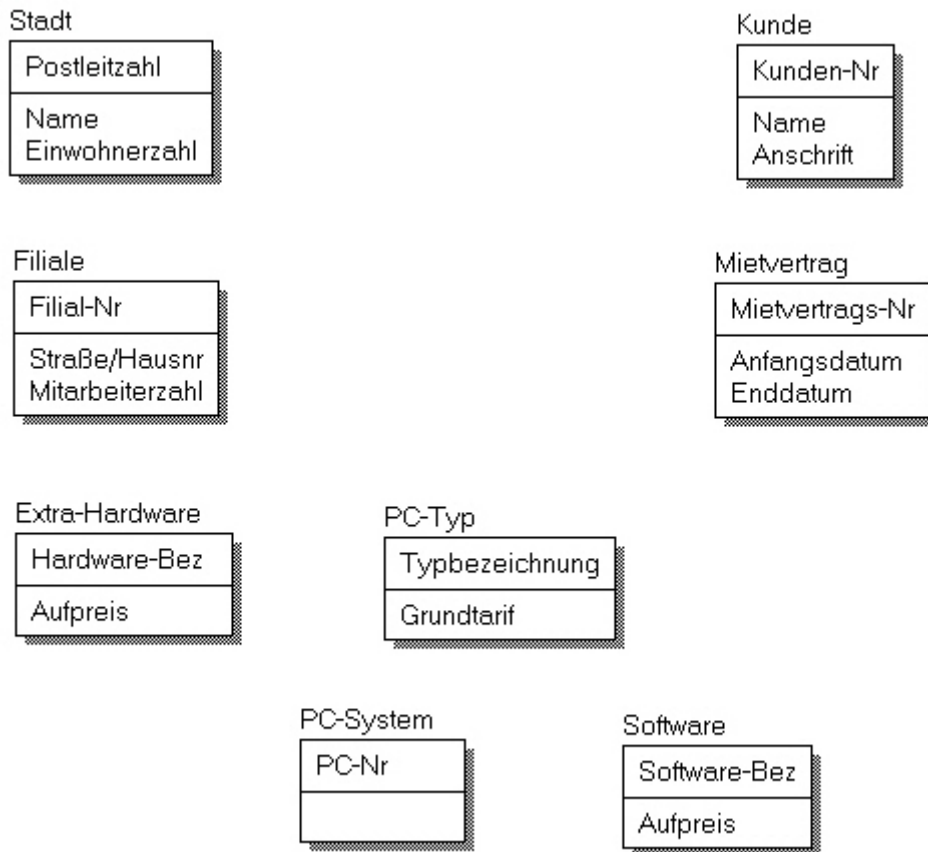 Stadt
Postleitzahl
Name
Einwohnerzahl
Kunde
Kunden-Nr
Name
Anschrift
Filiale
Filial-Nr
Straße/Hausnr
Mitarbeiterzahl
Mietvertrag
Mietvertrags-Nr
Anfangsdatum
Enddatum
Extra-Hardware
Hardware-Bez
Aufpreis
PC-Typ
Typbezeichnung
Grundtarif
PC-System
PC-Nr
Software
Software-Bez
Aufpreis